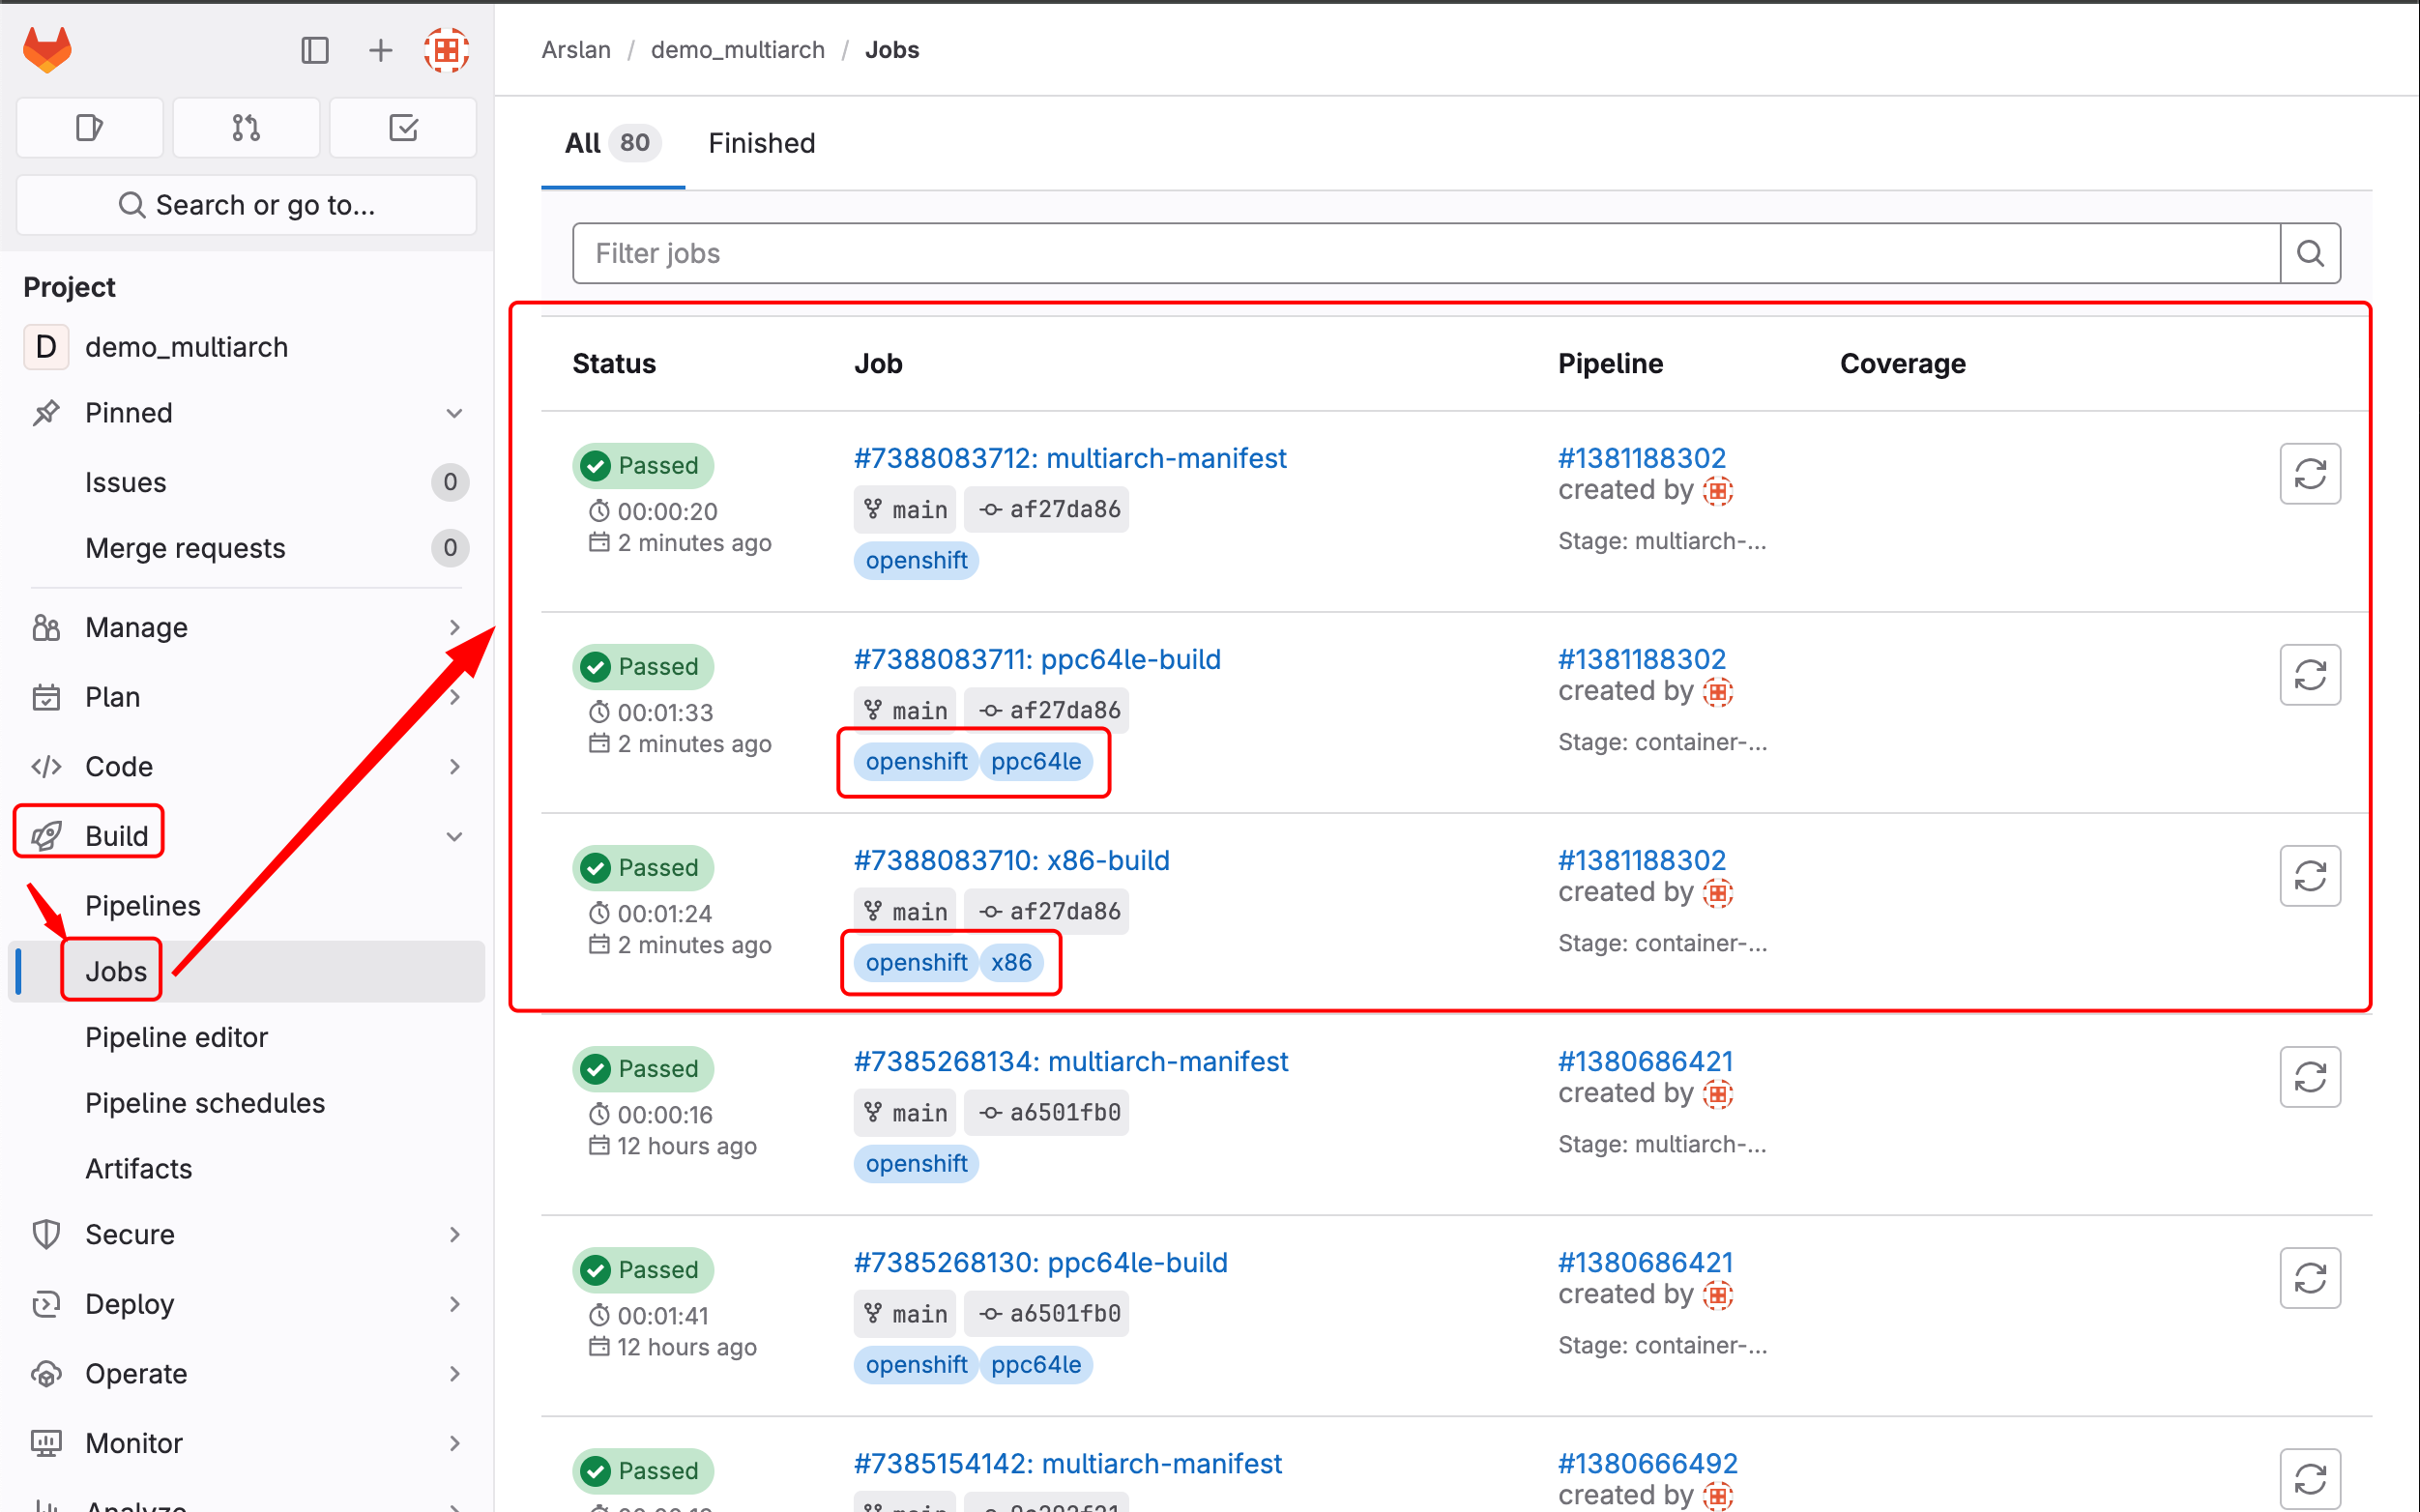 Arslan / demo_multiarch / Jobs
Search or go to...
Project
D demo_multiarch
Pinned
Issues 0
Merge requests 0
Manage
Plan
Code
Build
Pipelines
Jobs
Pipeline editor
Pipeline schedules
Artifacts
Secure
Deploy
Operate
Monitor
Analyze
All 80 Finished
Filter jobs
Status Job Pipeline Coverage
Passed #7388083712: multiarch-manifest #1381188302
00:00:20 main af27da86 created by
2 minutes ago openshift Stage: multiarch-...
Passed #7388083711: ppc64le-build #1381188302
00:01:33 main af27da86 created by
2 minutes ago openshift ppc64le Stage: container-...
Passed #7388083710: x86-build #1381188302
00:01:24 main af27da86 created by
2 minutes ago openshift x86 Stage: container-...
Passed #7385268134: multiarch-manifest #1380686421
00:00:16 main a6501fb0 created by
12 hours ago openshift Stage: multiarch-...
Passed #7385268130: ppc64le-build #1380686421
00:01:41 main a6501fb0 created by
12 hours ago openshift ppc64le Stage: container-...
Passed #7385154142: multiarch-manifest #1380666492
main created by